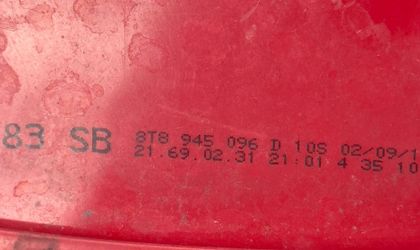 83 SB
8T8 945 096 D 10S 02/09/1
21.69.02.31 21:01 4 35 10